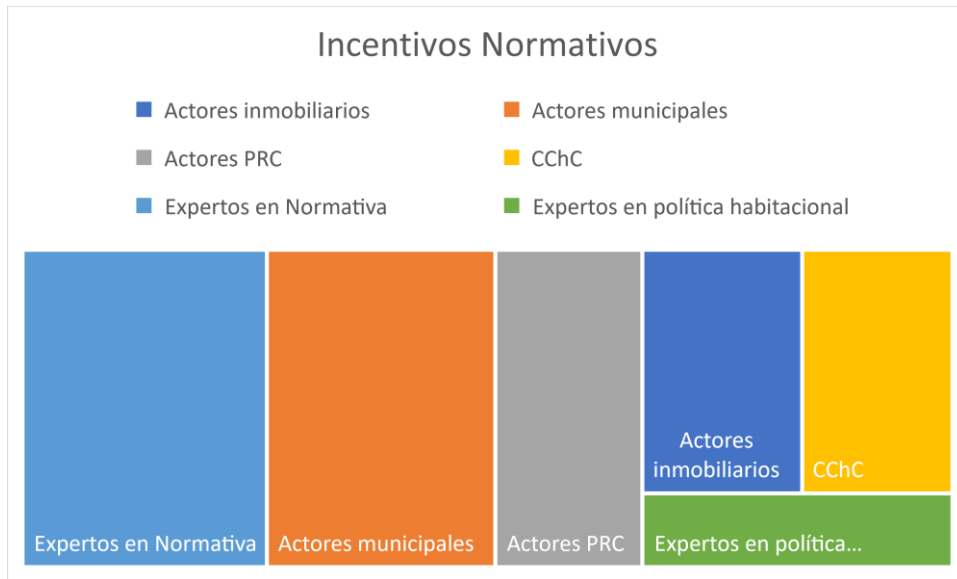 Incentivos Normativos
Actores inmobiliarios
Actores municipales
Actores PRC
CChC
Expertos en Normativa
Expertos en política habitacional
Expertos en Normativa
Actores municipales
Actores PRC
Actores
inmobiliarios
CChC
Expertos en política...